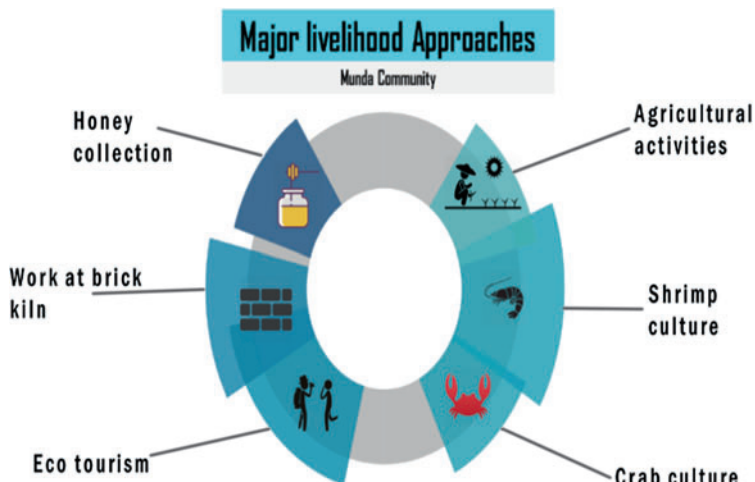 Major livelihood Approaches
Munda Community
Honey
collection
Agricultural
activities
Work at brick
kiln
Shrimp
culture
Eco tourism
Crab culture